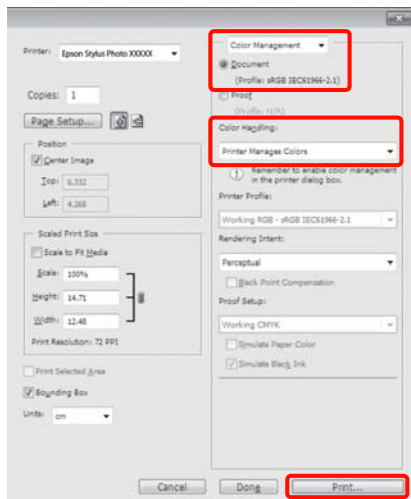 Printer: Epson Stylus Photo XXXXX
Copies: 1
Page Setup...
Position
Center Image
Top: 6.332
Left: 4.268
Scaled Print Size
Scale to Fit Media
Scale: 100%
Height: 14.71
Width: 12.48
Print Resolution: 72 PPI
Print Selected Area
Bounding Box
Units: cm
Color Management
Document
(Profile: sRGB IEC61966-2.1)
Proof
(Profile: N/A)
Color Handling:
Printer Manages Colors
Remember to enable color management
in the printer dialog box.
Printer Profile:
Working RGB - sRGB IEC61966-2.1
Rendering Intent:
Perceptual
Black Point Compensation
Proof Setup:
Working CMYK
Simulate Paper Color
Simulate Black Ink
Cancel
Done
Print...